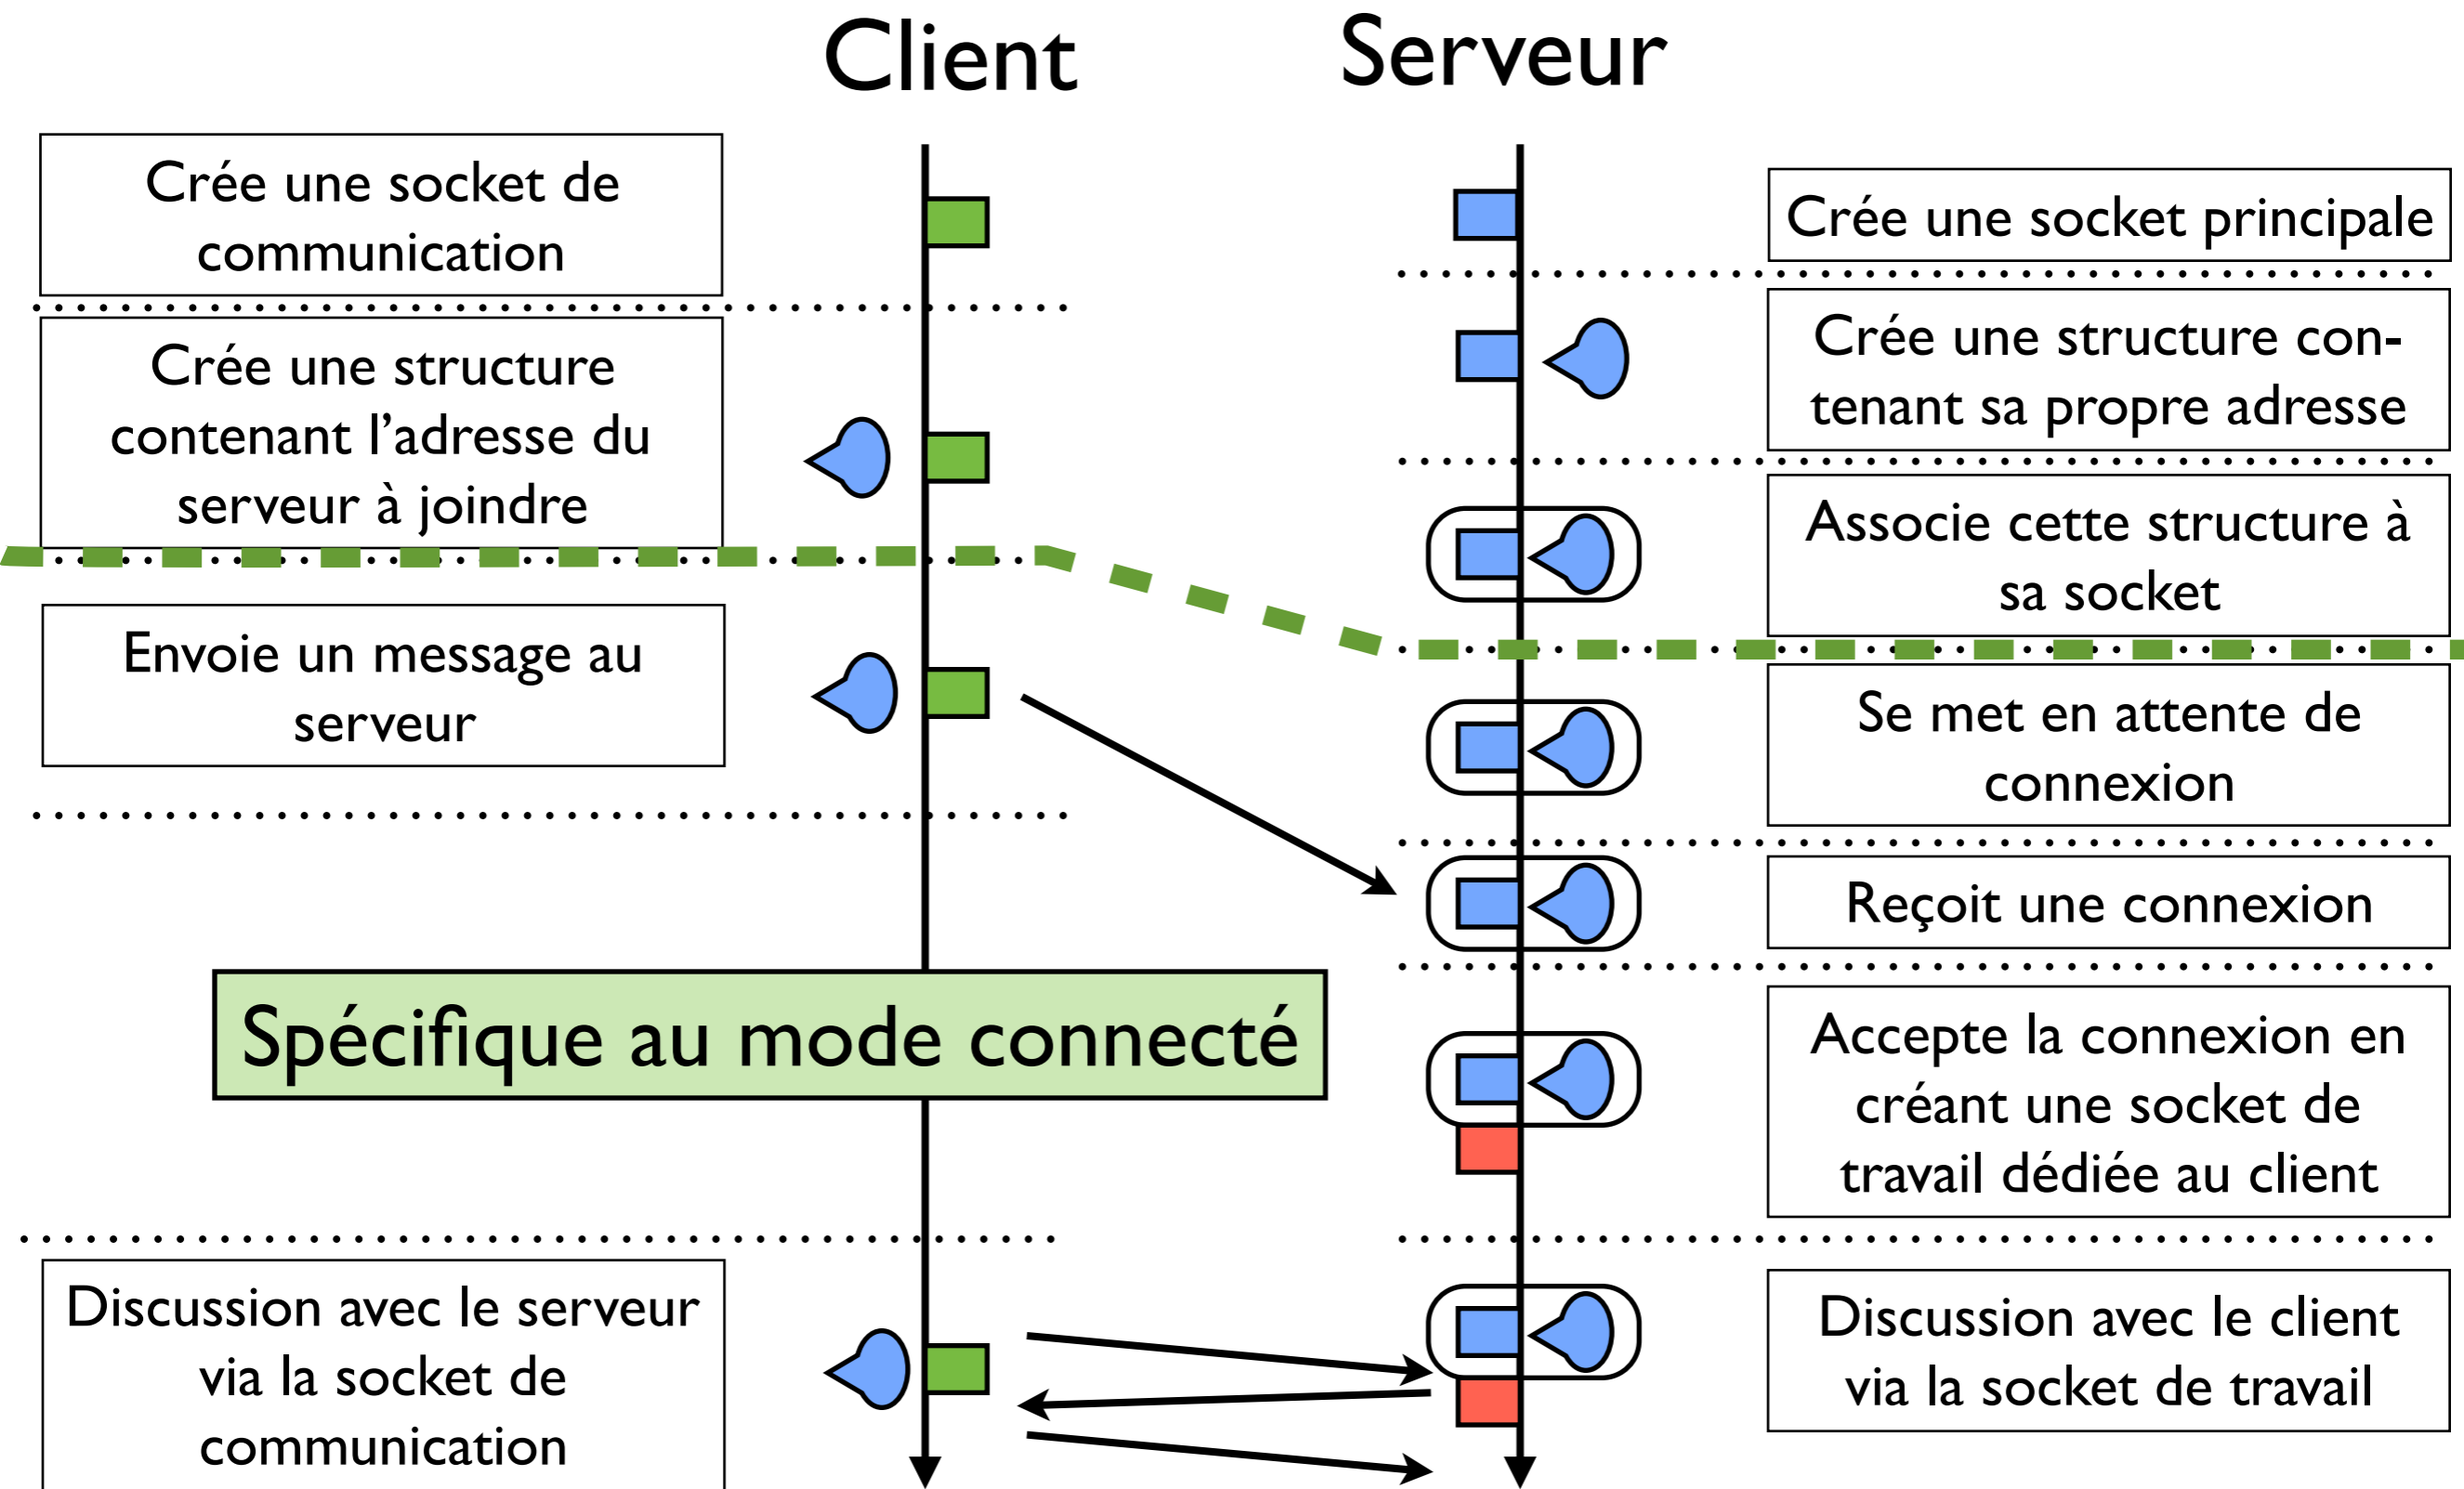 Client
Serveur
Crée une socket de
communication
Crée une structure
contenant l’adresse du
serveur à joindre
Envoie un message au
serveur
Spécifique au mode connecté
Discussion avec le serveur
via la socket de
communication
Crée une socket principale
Crée une structure con-
tenant sa propre adresse
Associe cette structure à
sa socket
Se met en attente de
connexion
Reçoit une connexion
Accepte la connexion en
créant une socket de
travail dédiée au client
Discussion avec le client
via la socket de travail